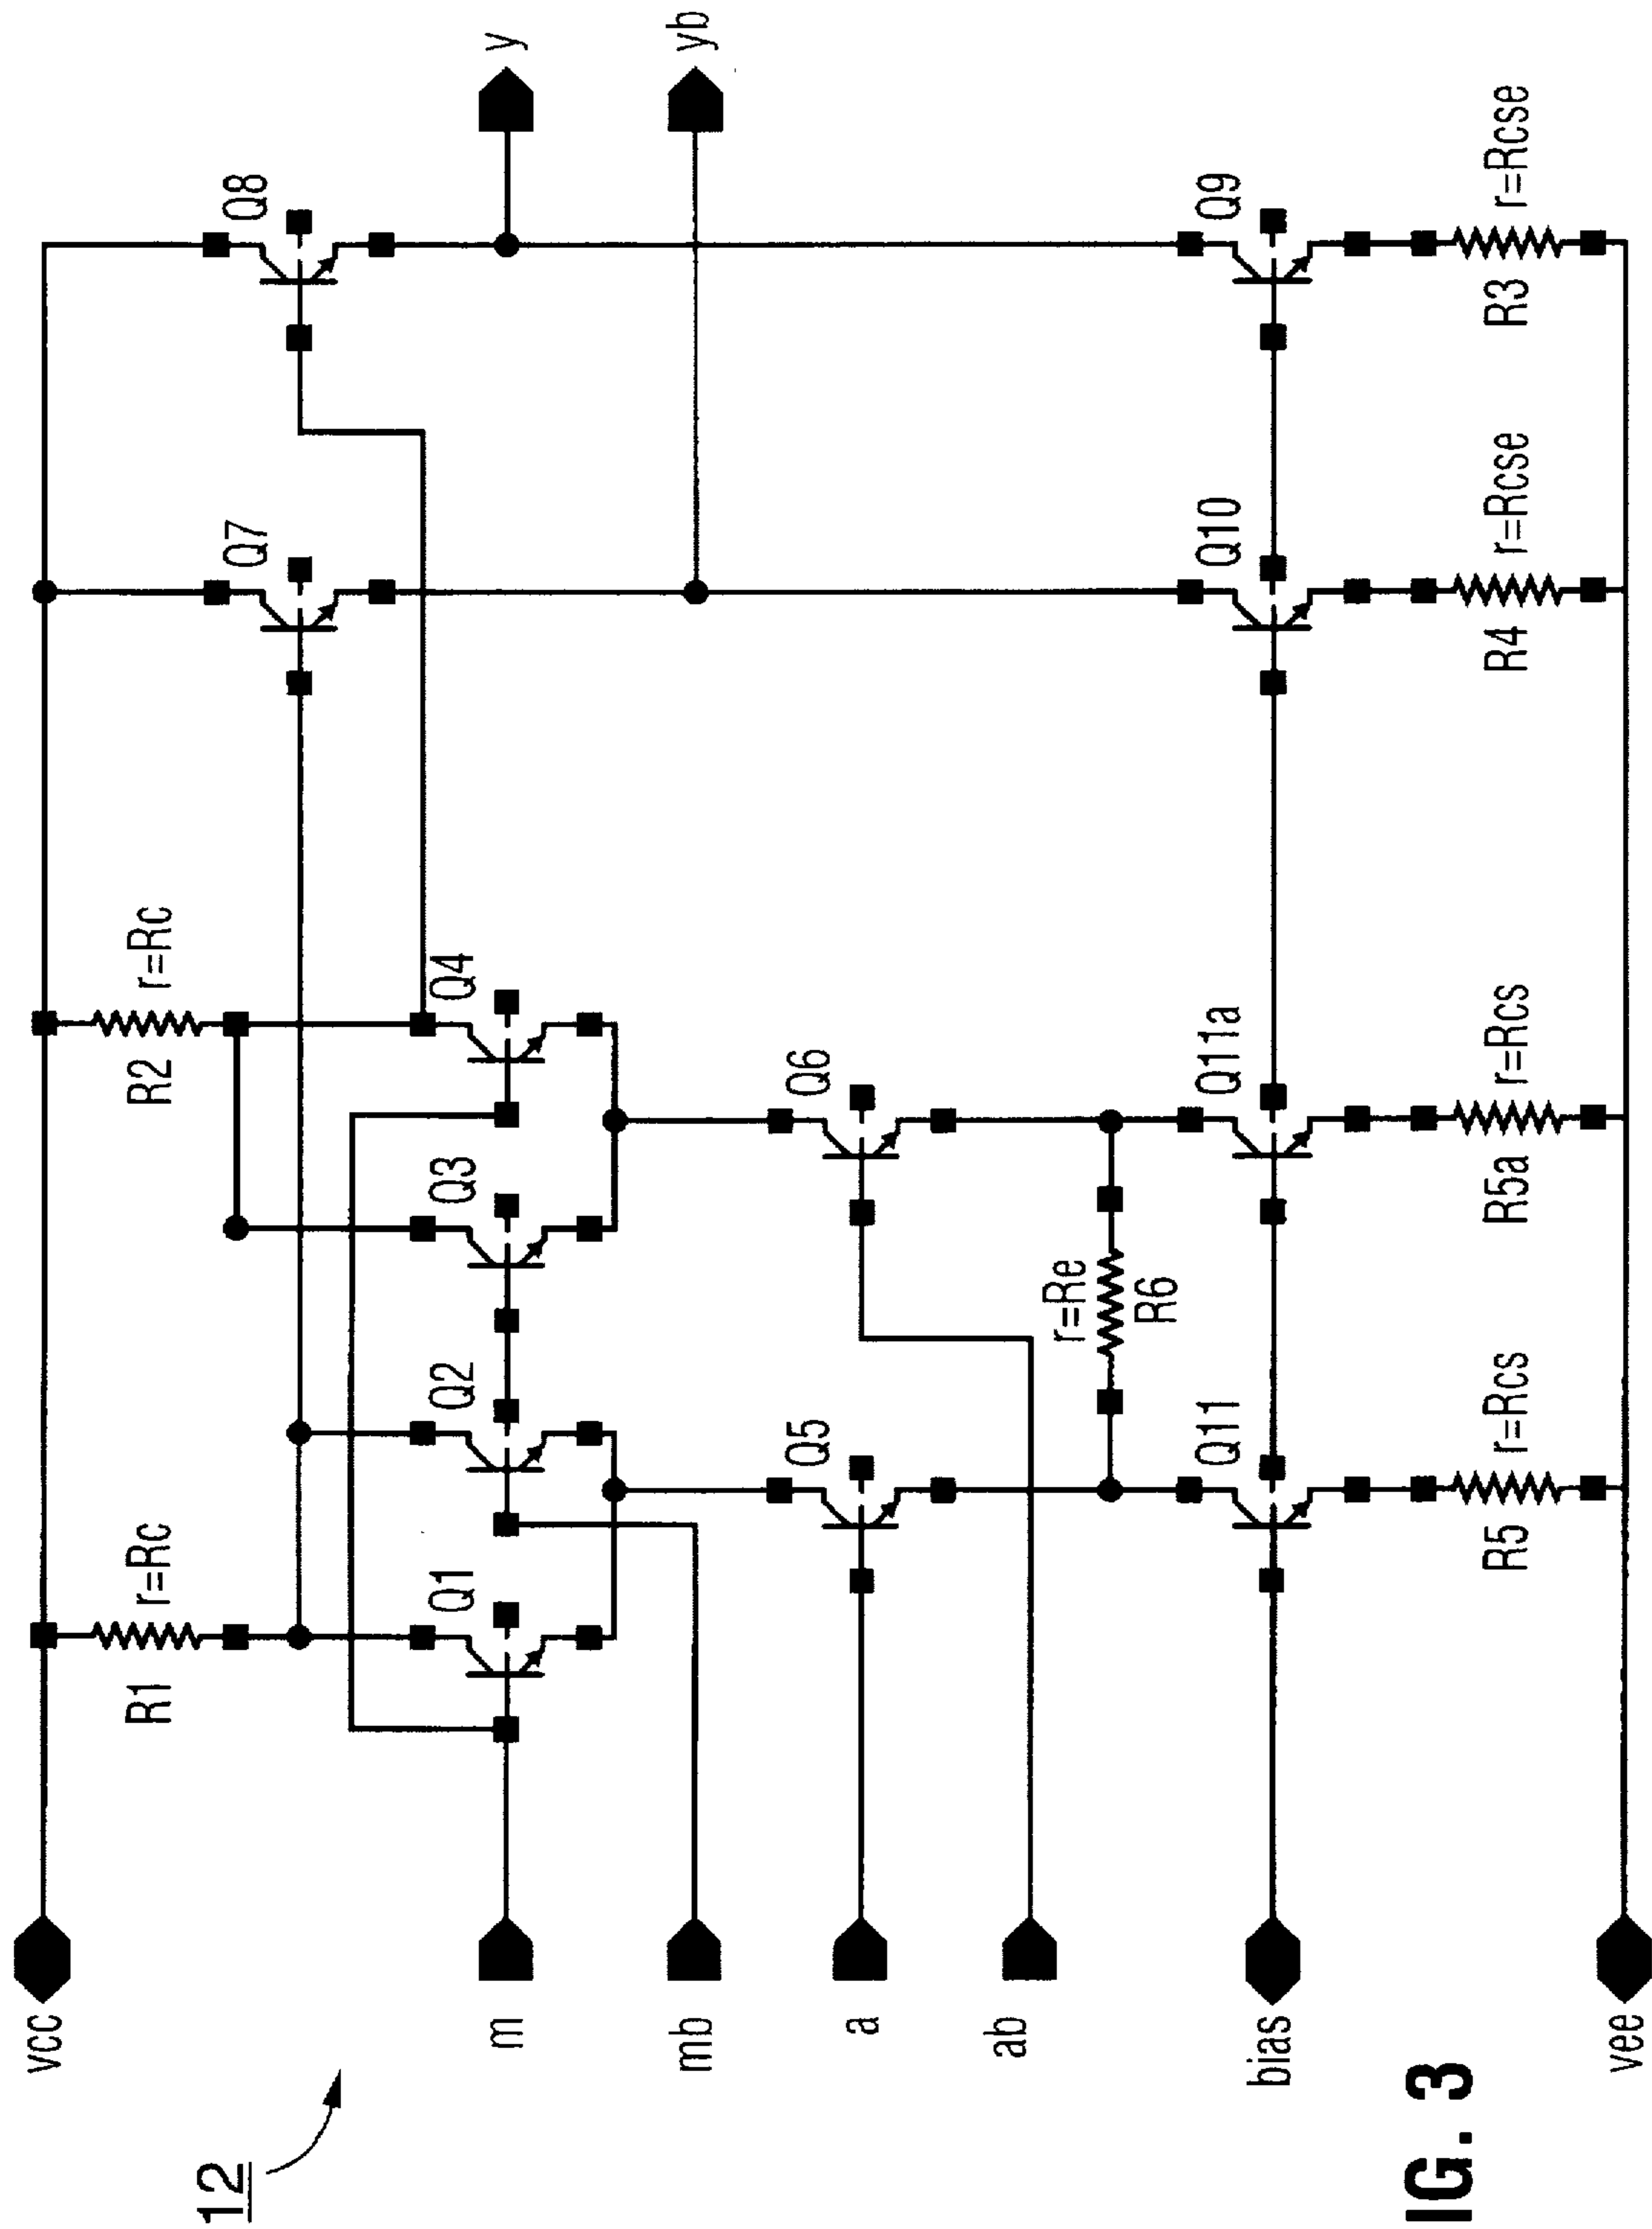 12
vcc
R1 r=Rc
R2 r=Rc
Q7
Q8
Q1
Q2
Q3
Q4
m
y
mb
yb
a
Q5
Q6
ab
r=Re
R6
bias
Q11
Q11a
Q10
Q9
R5 r=Rcs
R5a r=Rcs
R4 r=Rcse
R3 r=Rcse
vee
IG. 3